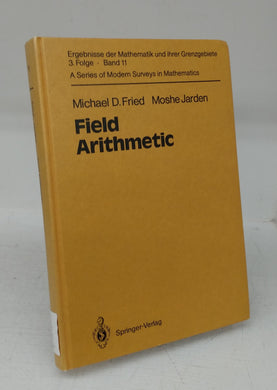 Ergebnisse der Mathematik und ihrer Grenzgebiete
3. Folge · Band 11
A Series of Modern Surveys in Mathematics
Michael D. Fried Moshe Jarden
Field
Arithmetic
Springer-Verlag